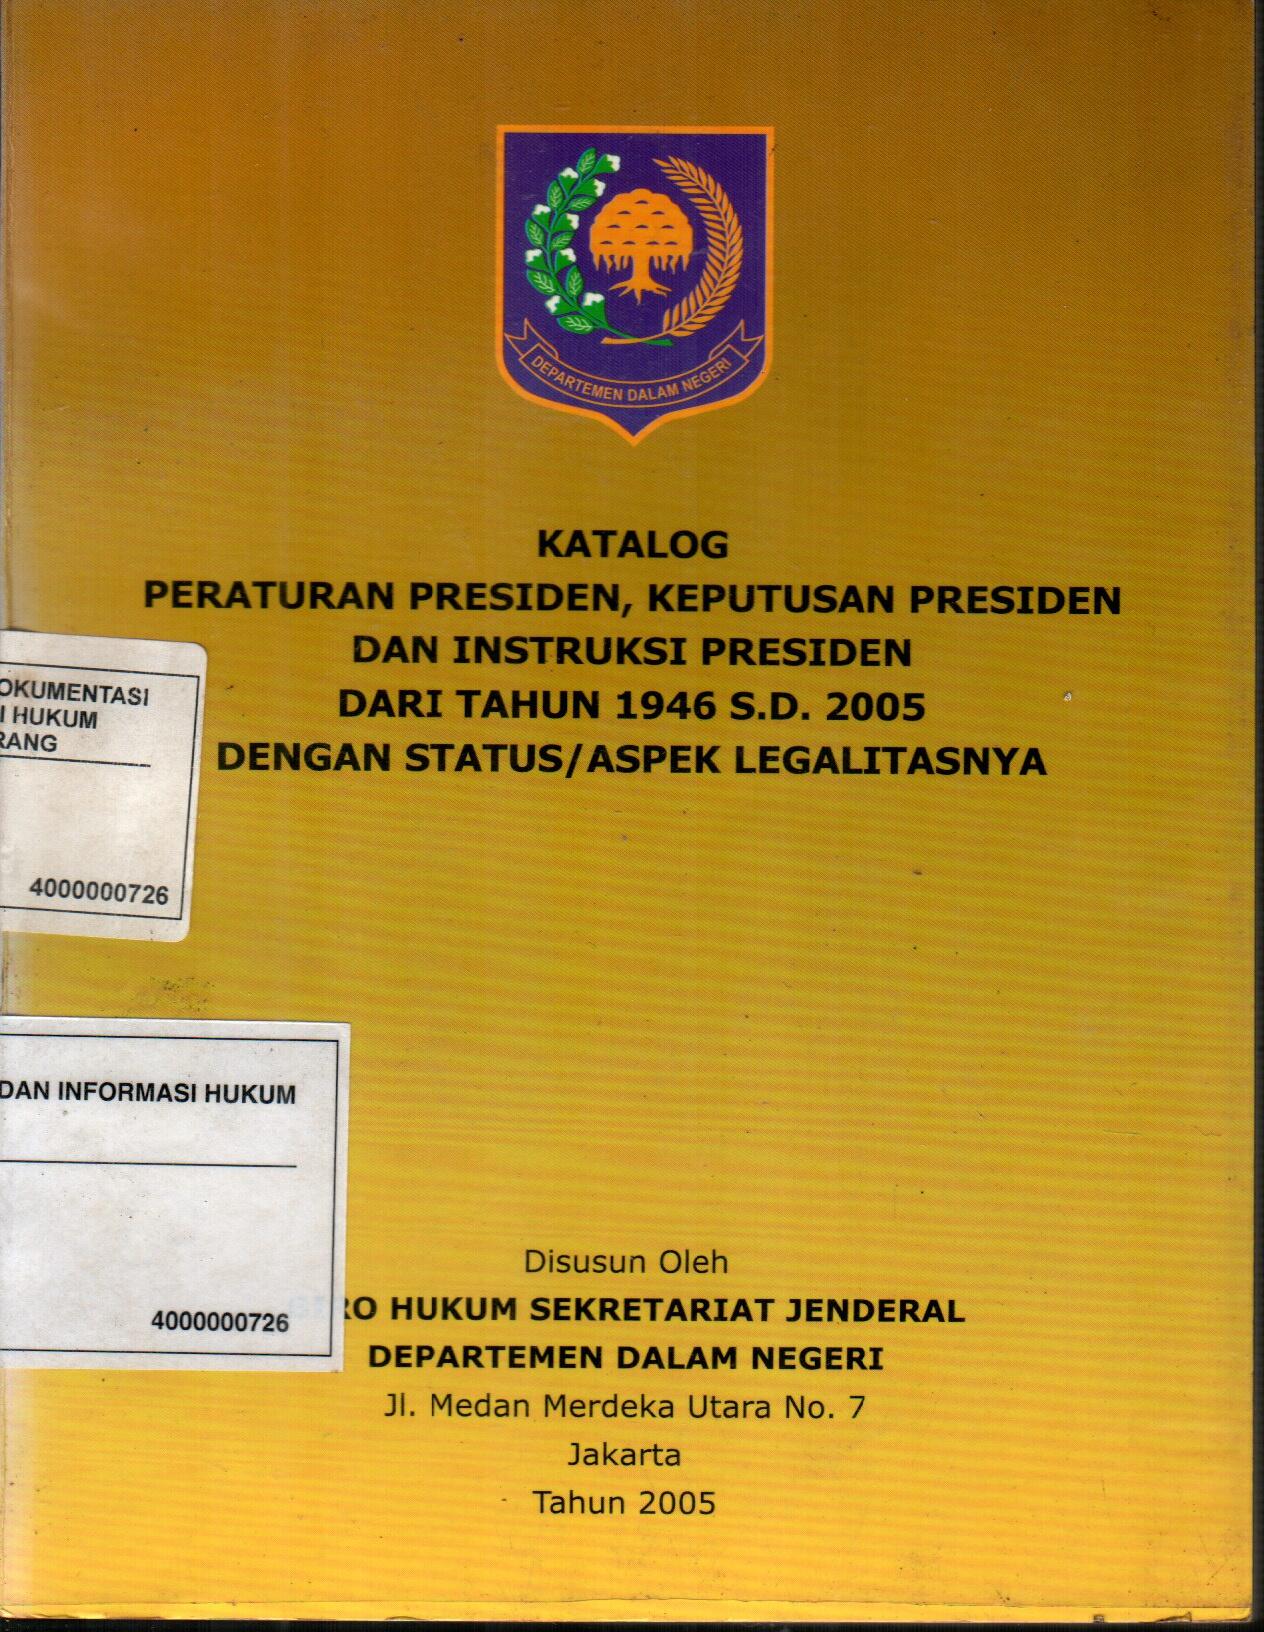 DEPARTEMEN DALAM NEGERI
KATALOG
PERATURAN PRESIDEN, KEPUTUSAN PRESIDEN
DAN INSTRUKSI PRESIDEN
DARI TAHUN 1946 S.D. 2005
DENGAN STATUS/ASPEK LEGALITASNYA
OKUMENTASI
I HUKUM
RANG
4000000726
DAN INFORMASI HUKUM
4000000726
Disusun Oleh
RO HUKUM SEKRETARIAT JENDERAL
DEPARTEMEN DALAM NEGERI
Jl. Medan Merdeka Utara No. 7
Jakarta
Tahun 2005